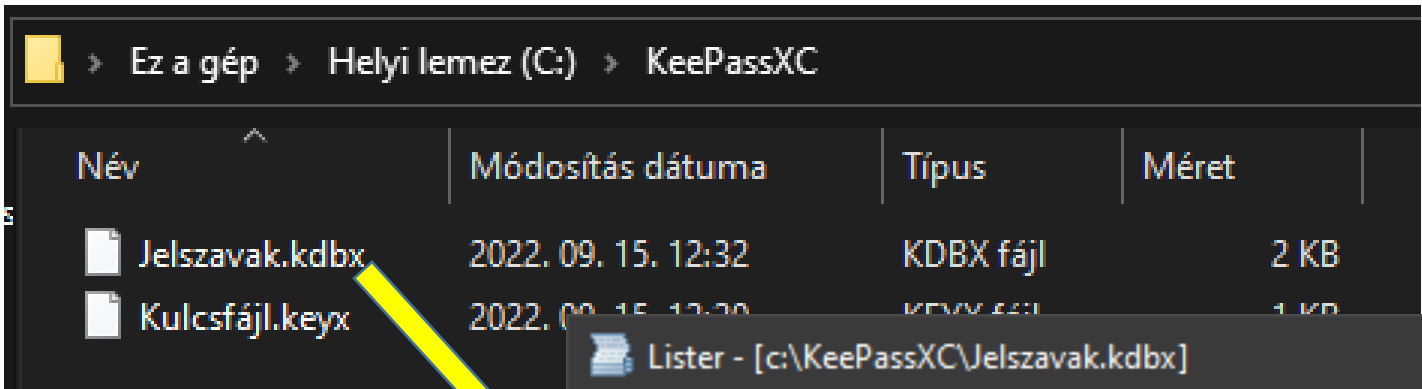 Ez a gép > Helyi lemez (C:) > KeePassXC
Név Módosítás dátuma Típus Méret
Jelszavak.kdbx 2022. 09. 15. 12:32 KDBX fájl 2 KB
Kulcsfájl.keyx 2022.
Lister - [c:\KeePassXC\Jelszavak.kdbx]